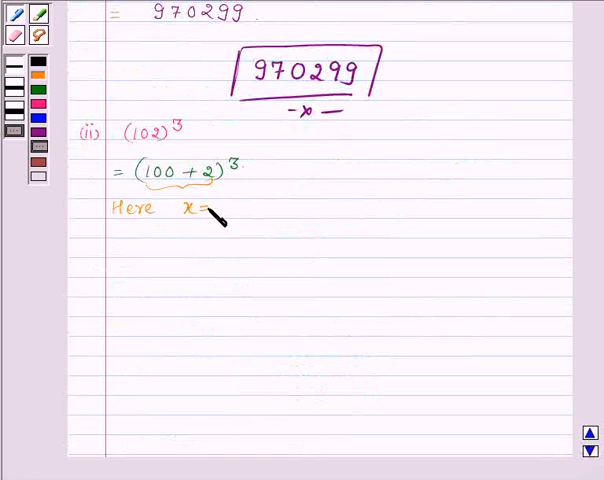 = 970299.
970299
-x-
(ii) (102)³
= (100 + 2)³
Here x=